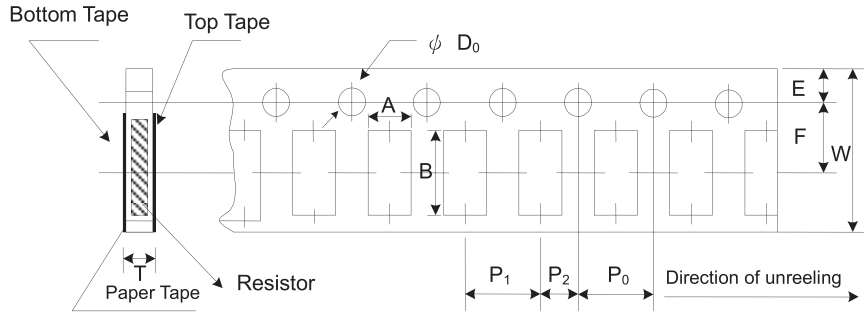 Bottom Tape
Top Tape
ϕ D₀
A
B
E
F
W
T
Paper Tape
Resistor
P₁
P₂
P₀
Direction of unreeling